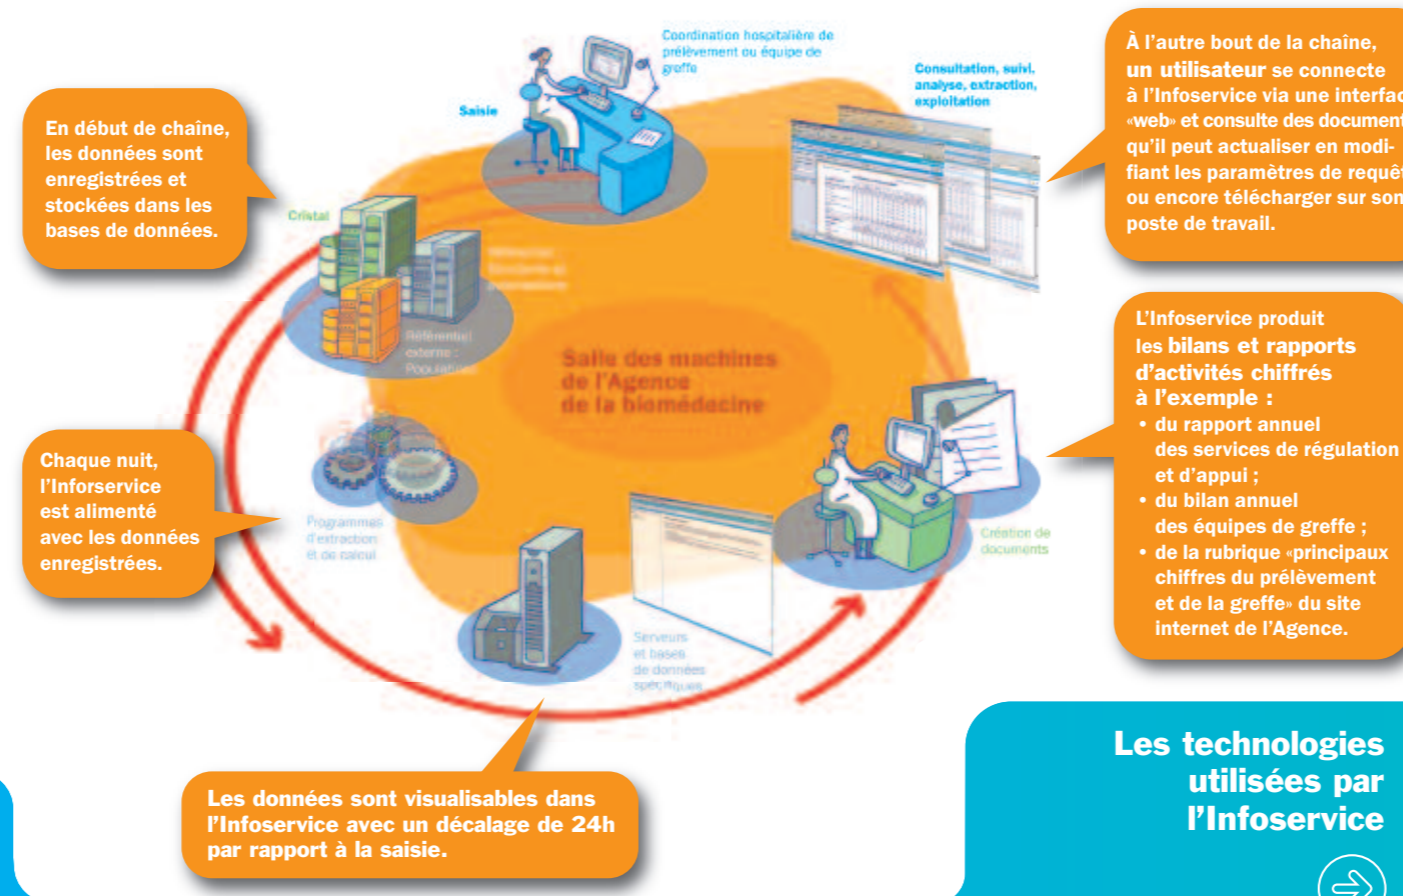 Coordination hospitalière de
prélèvement ou équipe de
greffe
Saisie
Consultation, suivi,
analyse, extraction,
exploitation
À l'autre bout de la chaîne,
un utilisateur se connecte
à l'Infoservice via une interfac
«web» et consulte des document
qu'il peut actualiser en modi-
fiant les paramètres de requêt
ou encore télécharger sur son
poste de travail.
En début de chaîne,
les données sont
enregistrées et
stockées dans les
bases de données.
Cristal
Référentiel
externe :
Population
Salle des machines
de l'Agence
de la biomédecine
L'Infoservice produit
les bilans et rapports
d'activités chiffrés
à l'exemple :
• du rapport annuel
des services de régulation
et d'appui ;
• du bilan annuel
des équipes de greffe ;
• de la rubrique «principaux
chiffres du prélèvement
et de la greffe» du site
internet de l'Agence.
Chaque nuit,
l'Inforservice
est alimenté
avec les données
enregistrées.
Programmes
d'extraction
et de calcul
Création de
documents
Serveurs
et bases
de données
spécifiques
Les données sont visualisables dans
l'Infoservice avec un décalage de 24h
par rapport à la saisie.
Les technologies
utilisées par
l'Infoservice